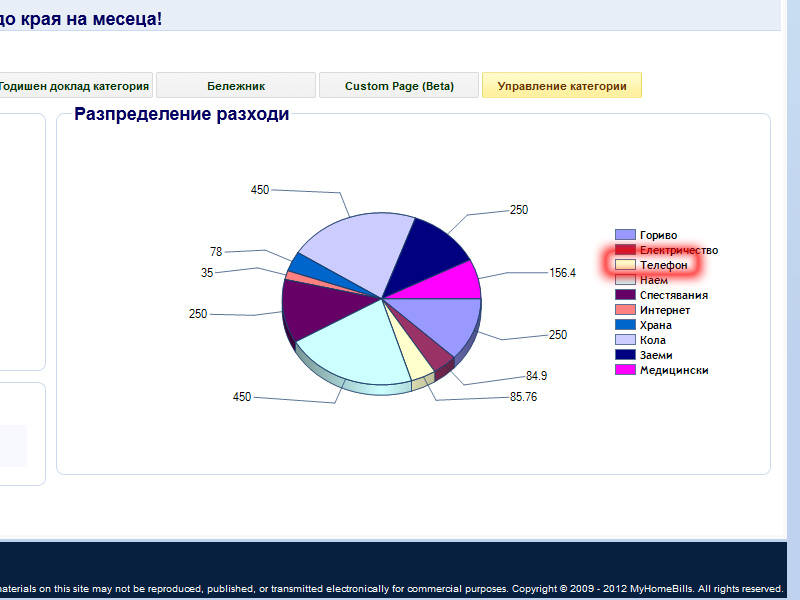 до края на месеца!
Годишен доклад категория
Бележник
Custom Page (Beta)
Управление категории
Разпределение разходи
450
250
78
35
156.4
250
250
84.9
450
85.76
Гориво
Електричество
Телефон
Наем
Спестявания
Интернет
Храна
Кола
Заеми
Медицински
materials on this site may not be reproduced, published, or transmitted electronically for commercial purposes. Copyright © 2009 - 2012 MyHomeBills. All rights reserved.